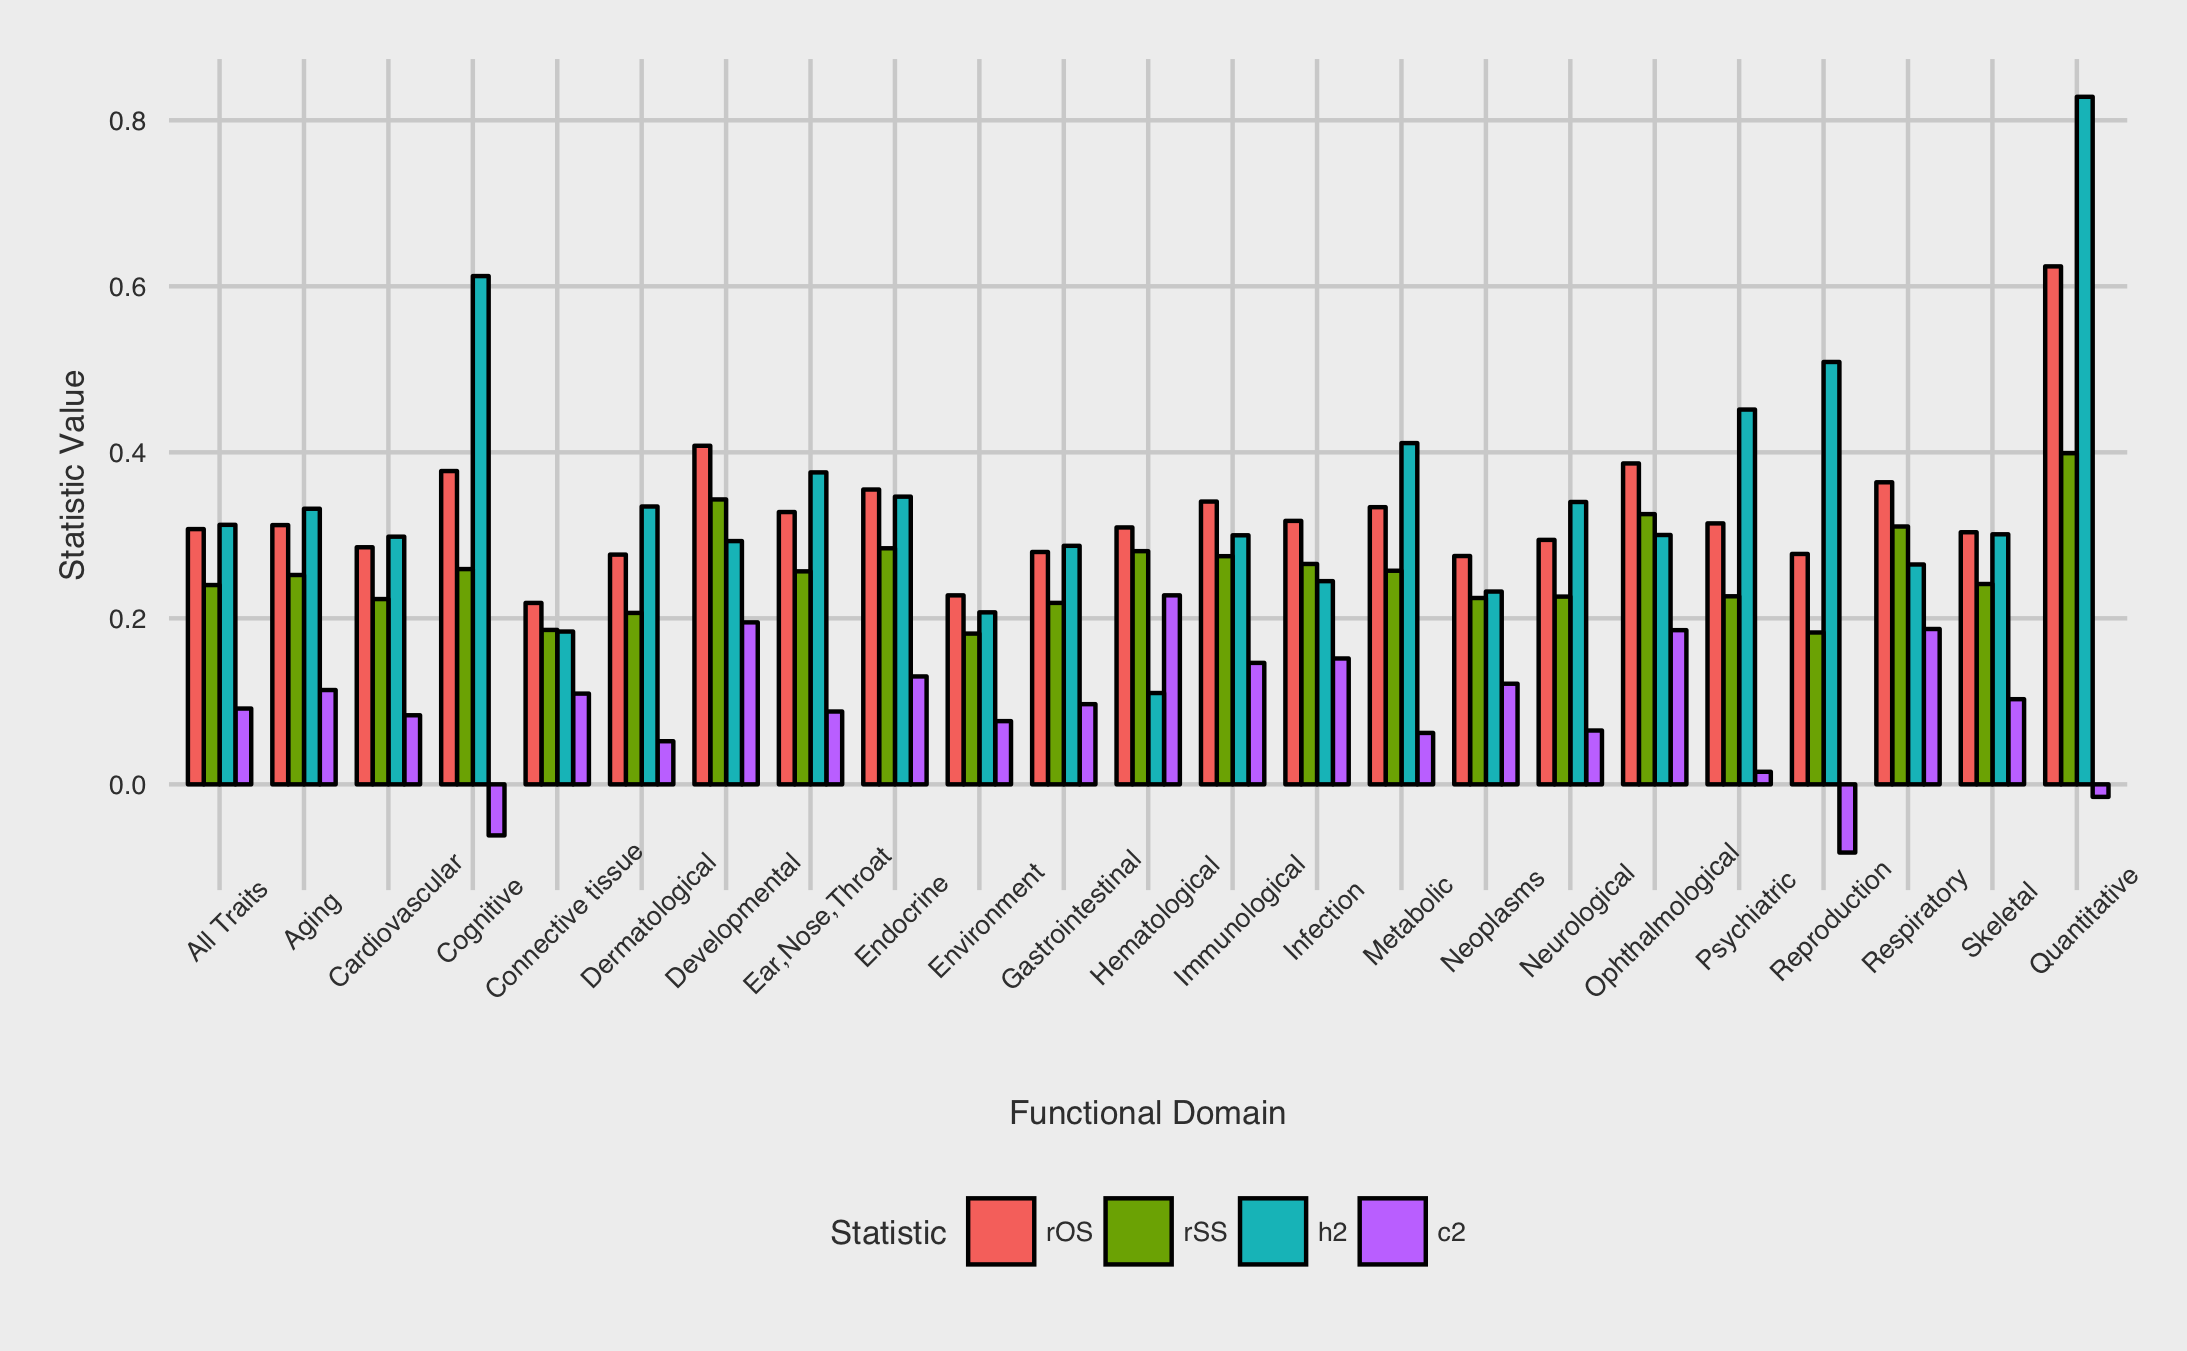 0.8
0.6
0.4
0.2
0.0
Statistic Value
All Traits
Aging
Cardiovascular
Cognitive
Connective tissue
Dermatological
Developmental
Ear,Nose,Throat
Endocrine
Environment
Gastrointestinal
Hematological
Immunological
Infection
Metabolic
Neoplasms
Neurological
Ophthalmological
Psychiatric
Reproduction
Respiratory
Skeletal
Quantitative
Functional Domain
Statistic rOS rSS h2 c2